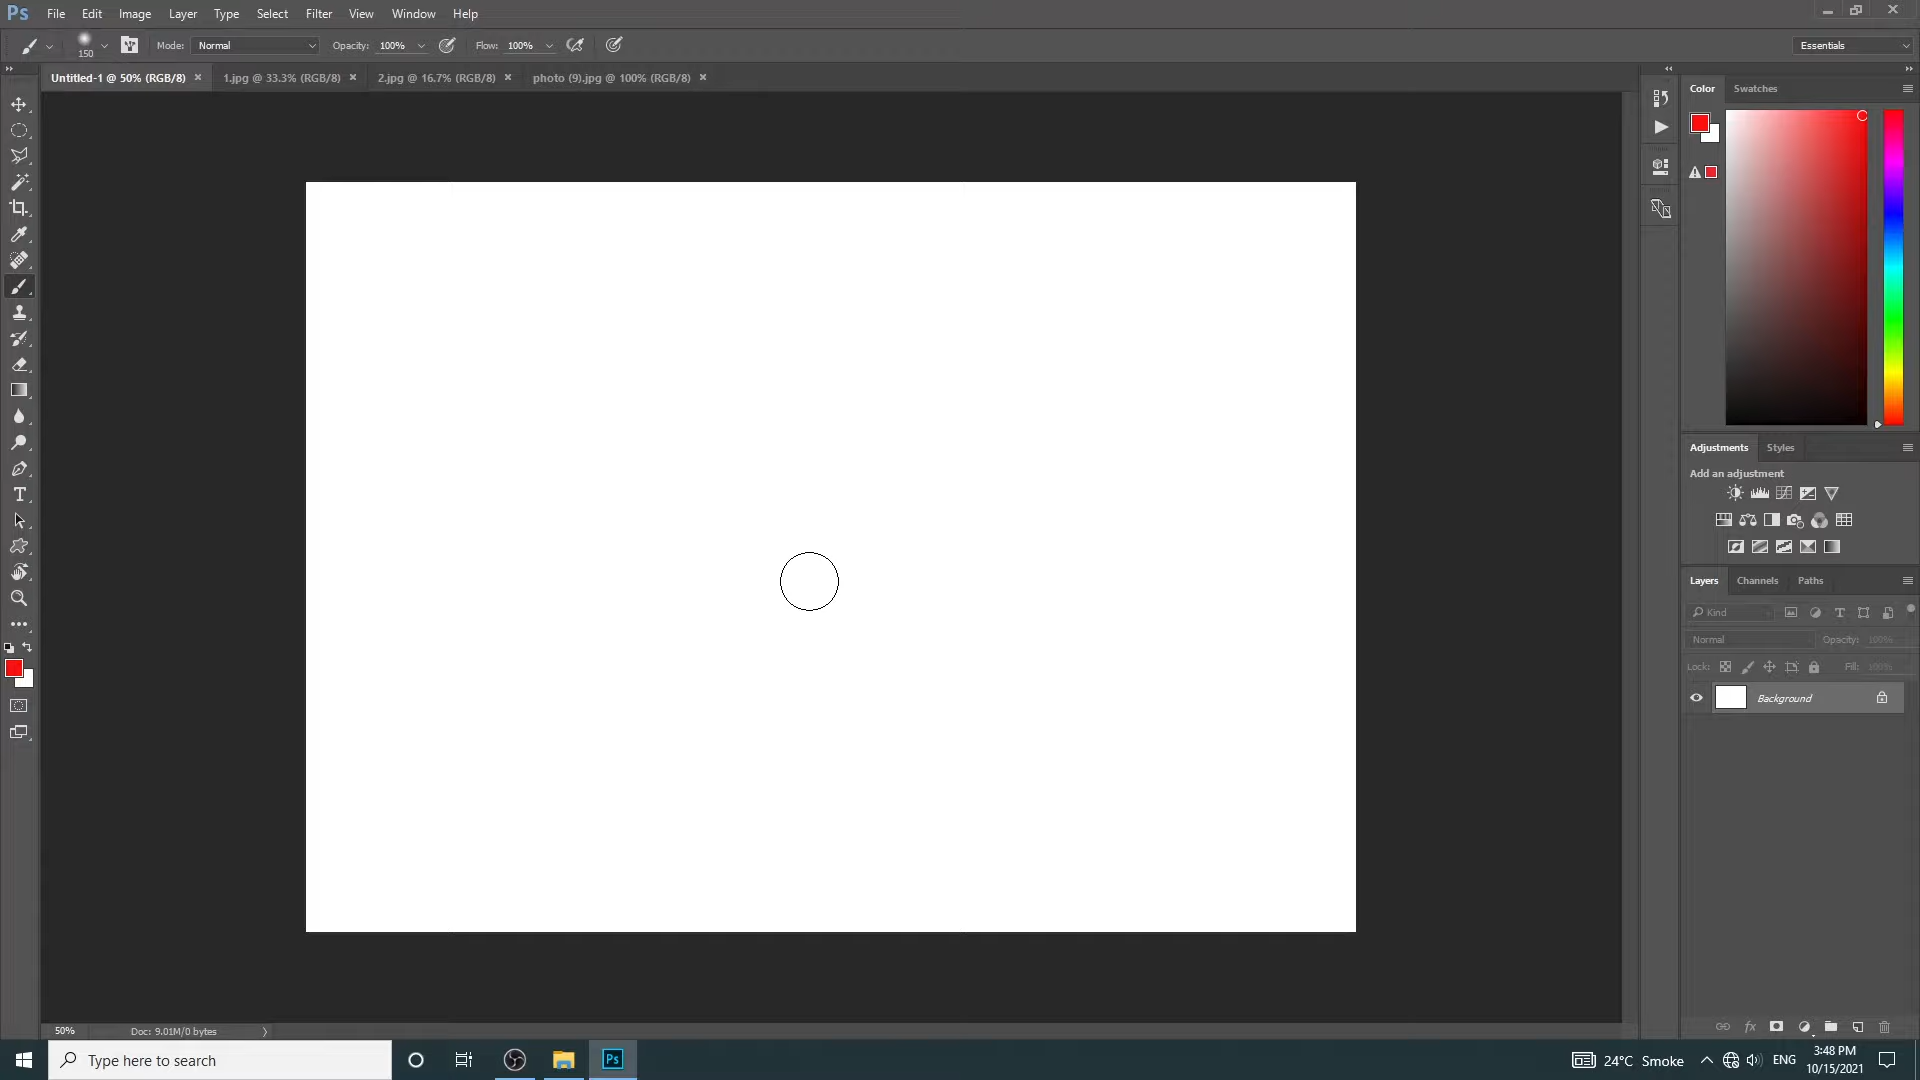 Ps File Edit Image Layer Type Select Filter 3D View Window Help
150 Mode: Normal Opacity: 100% Flow: 100% Essentials
Untitled-1 @ 50% (RGB/8) × 1.jpg @ 33.3% (RGB/8) × 2.jpg @ 16.7% (RGB/8) × photo (9).jpg @ 100% (RGB/8) ×
Color Swatches
Adjustments Styles
Add an adjustment
Layers Channels Paths
Kind
Normal Opacity: 100%
Lock: Fill: 100%
Background
50% Doc: 9.01M/0 bytes
Type here to search
Ps
24°C Smoke
ENG
3:48 PM
10/15/2021